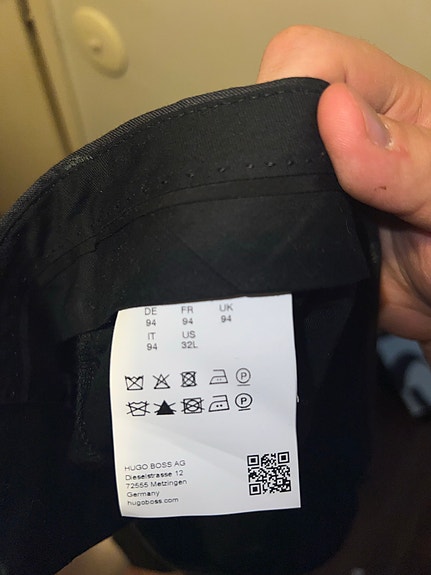 DE FR UK
94 94 94
IT US
94 32L
P
P
HUGO BOSS AG
Dieselstrasse 12
72555 Metzingen
Germany
hugoboss.com